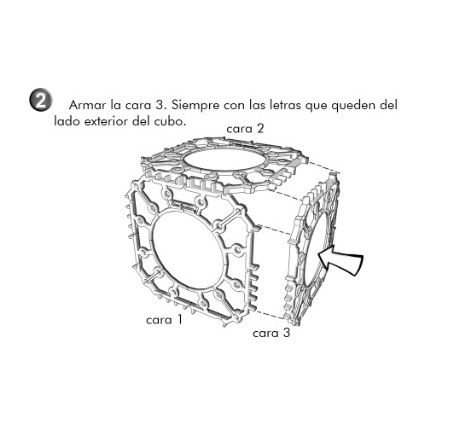 2
Armar la cara 3. Siempre con las letras que queden del
lado exterior del cubo.
cara 2
cara 1
cara 3